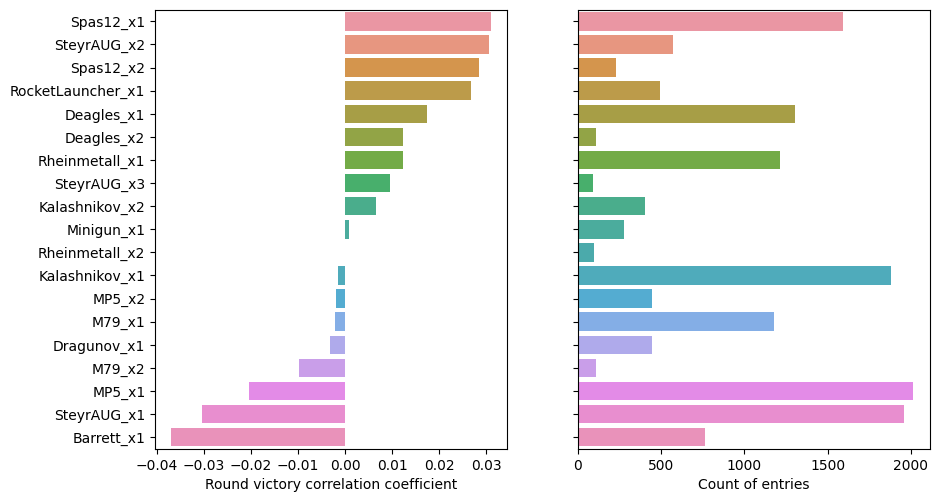 Spas12_x1
SteyrAUG_x2
Spas12_x2
RocketLauncher_x1
Deagles_x1
Deagles_x2
Rheinmetall_x1
SteyrAUG_x3
Kalashnikov_x2
Minigun_x1
Rheinmetall_x2
Kalashnikov_x1
MP5_x2
M79_x1
Dragunov_x1
M79_x2
MP5_x1
SteyrAUG_x1
Barrett_x1
−0.04 −0.03 −0.02 −0.01 0.00 0.01 0.02 0.03
Round victory correlation coefficient
0 500 1000 1500 2000
Count of entries